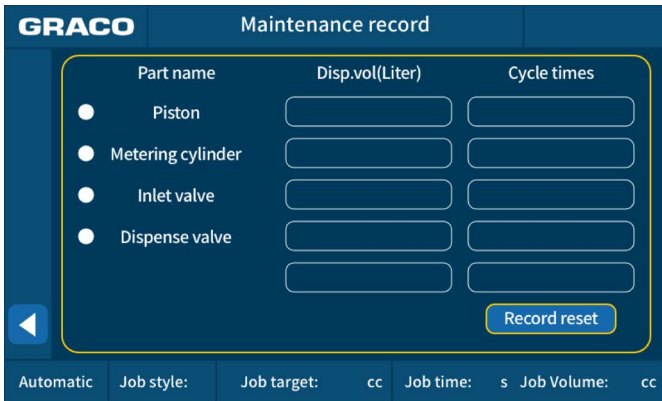 GRACO Maintenance record
Part name Disp.vol(Liter) Cycle times
Piston
Metering cylinder
Inlet valve
Dispense valve
Record reset
Automatic Job style: Job target: cc Job time: s Job Volume: cc